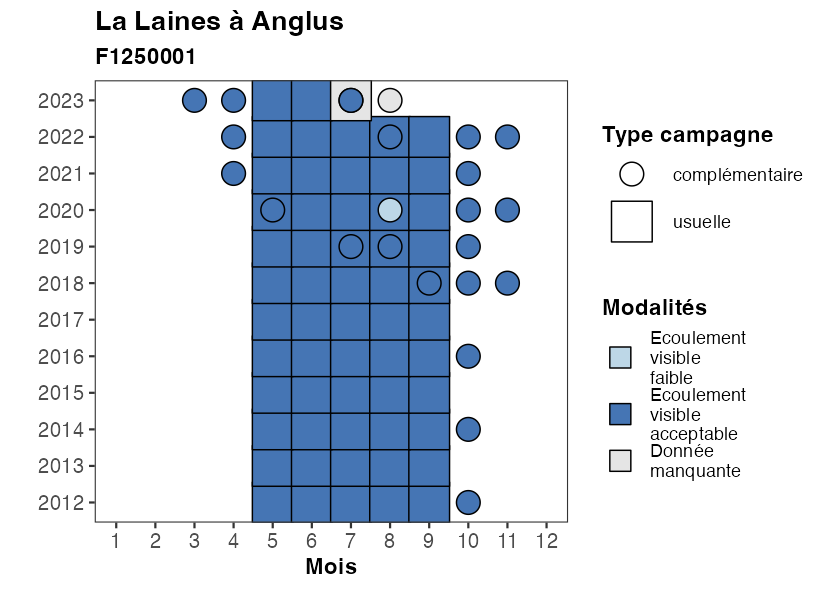 La Laines à Anglus
F1250001
2023
2022
2021
2020
2019
2018
2017
2016
2015
2014
2013
2012
1 2 3 4 5 6 7 8 9 10 11 12
Mois
Type campagne
complémentaire
usuelle
Modalités
Ecoulement
visible
faible
Ecoulement
visible
acceptable
Donnée
manquante